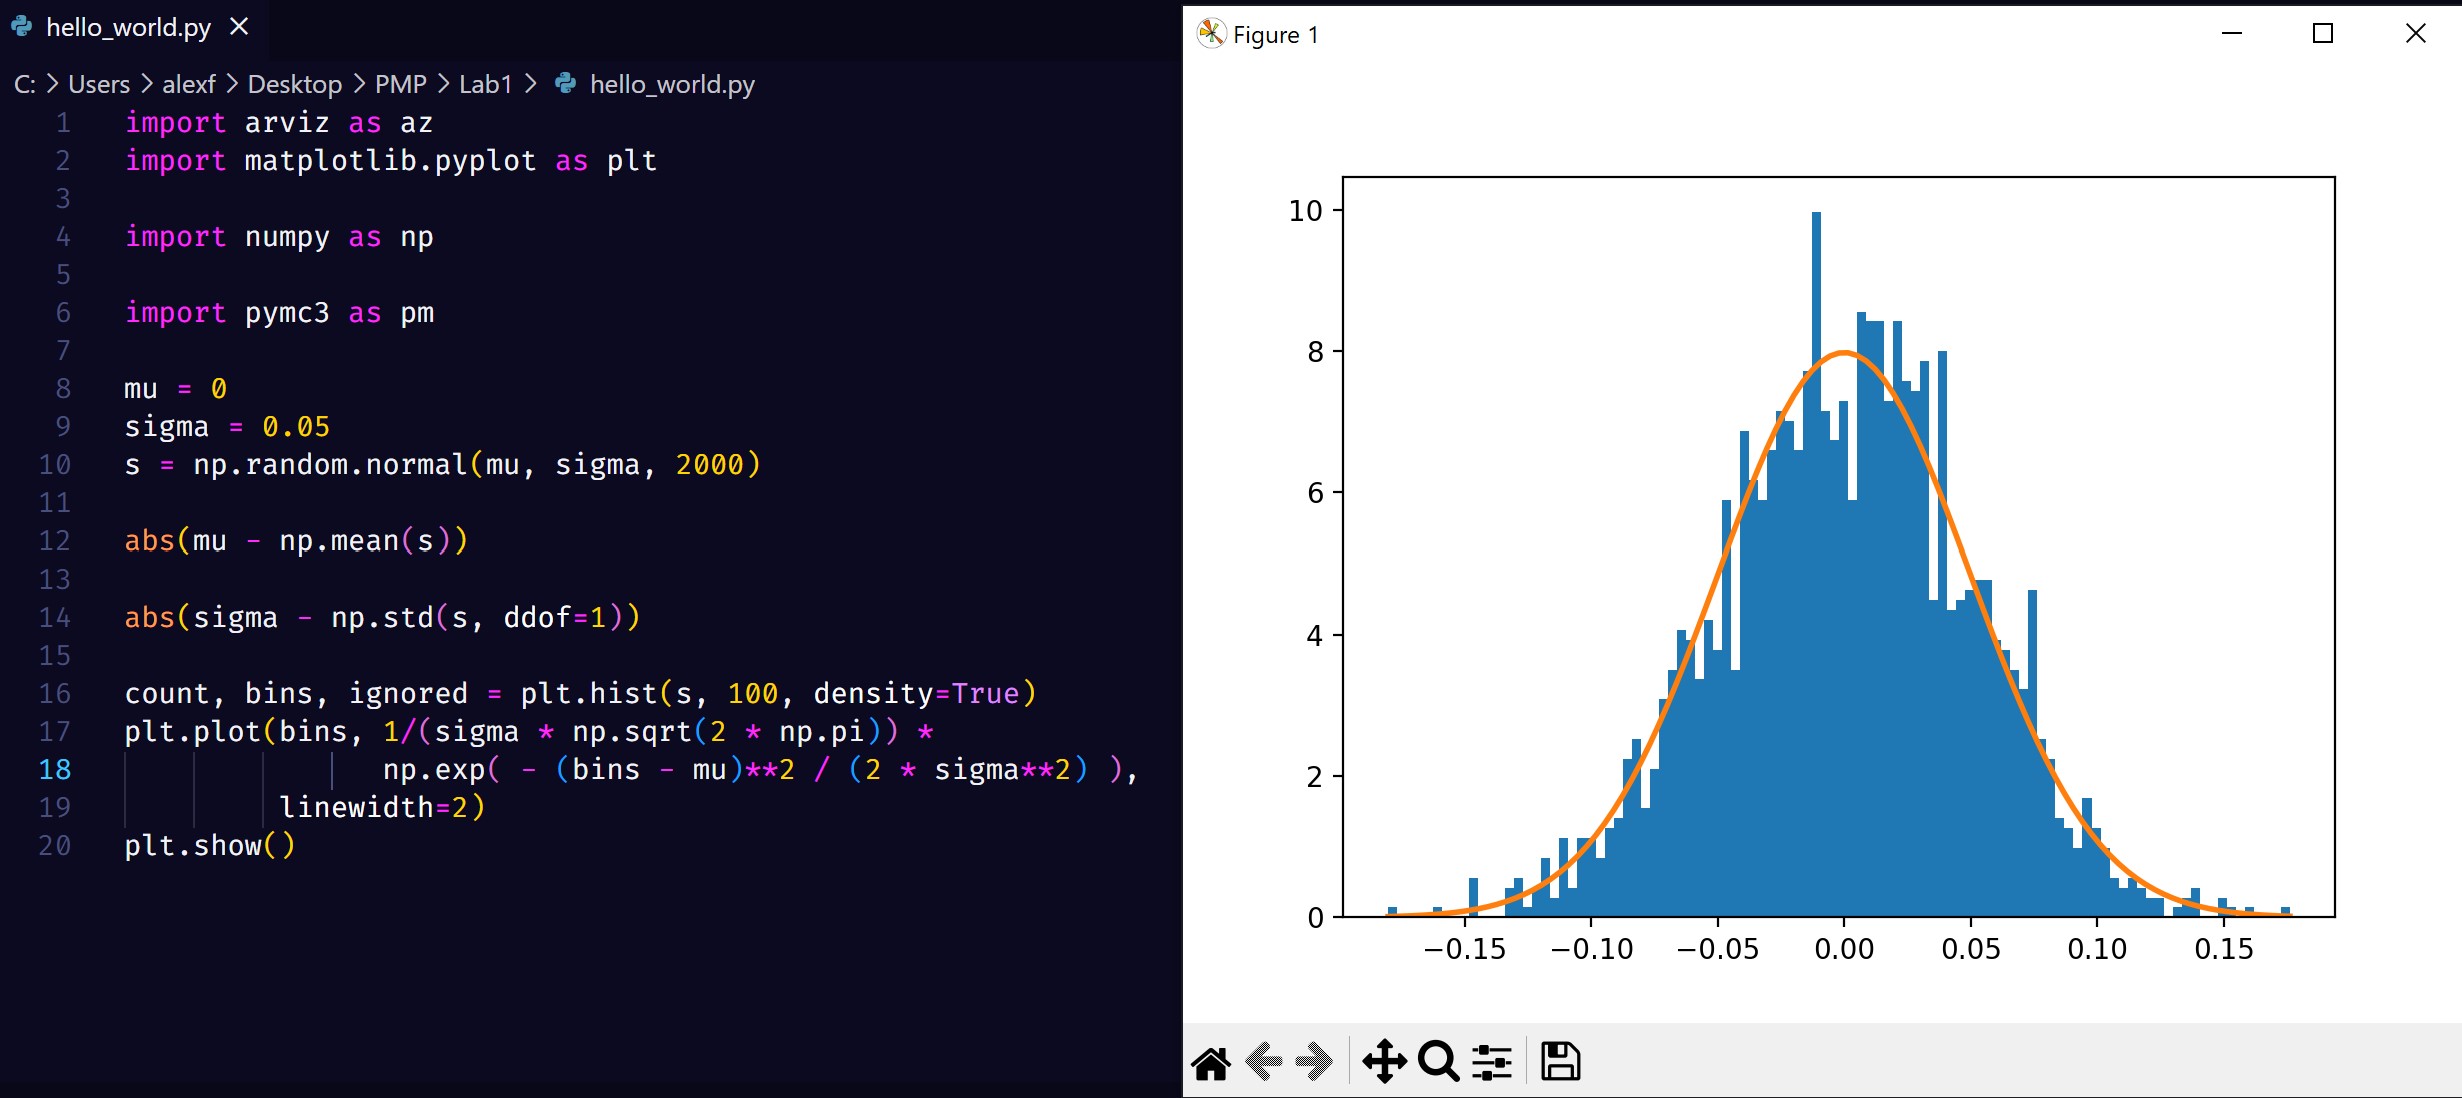 hello_world.py
C: > Users > alexf > Desktop > PMP > Lab1 > hello_world.py
1 import arviz as az
2 import matplotlib.pyplot as plt
3
4 import numpy as np
5
6 import pymc3 as pm
7
8 mu = 0
9 sigma = 0.05
10 s = np.random.normal(mu, sigma, 2000)
11
12 abs(mu - np.mean(s))
13
14 abs(sigma - np.std(s, ddof=1))
15
16 count, bins, ignored = plt.hist(s, 100, density=True)
17 plt.plot(bins, 1/(sigma * np.sqrt(2 * np.pi)) *
18 np.exp( - (bins - mu)**2 / (2 * sigma**2) ),
19 linewidth=2)
20 plt.show()
Figure 1
10
8
6
4
2
0
−0.15 −0.10 −0.05 0.00 0.05 0.10 0.15